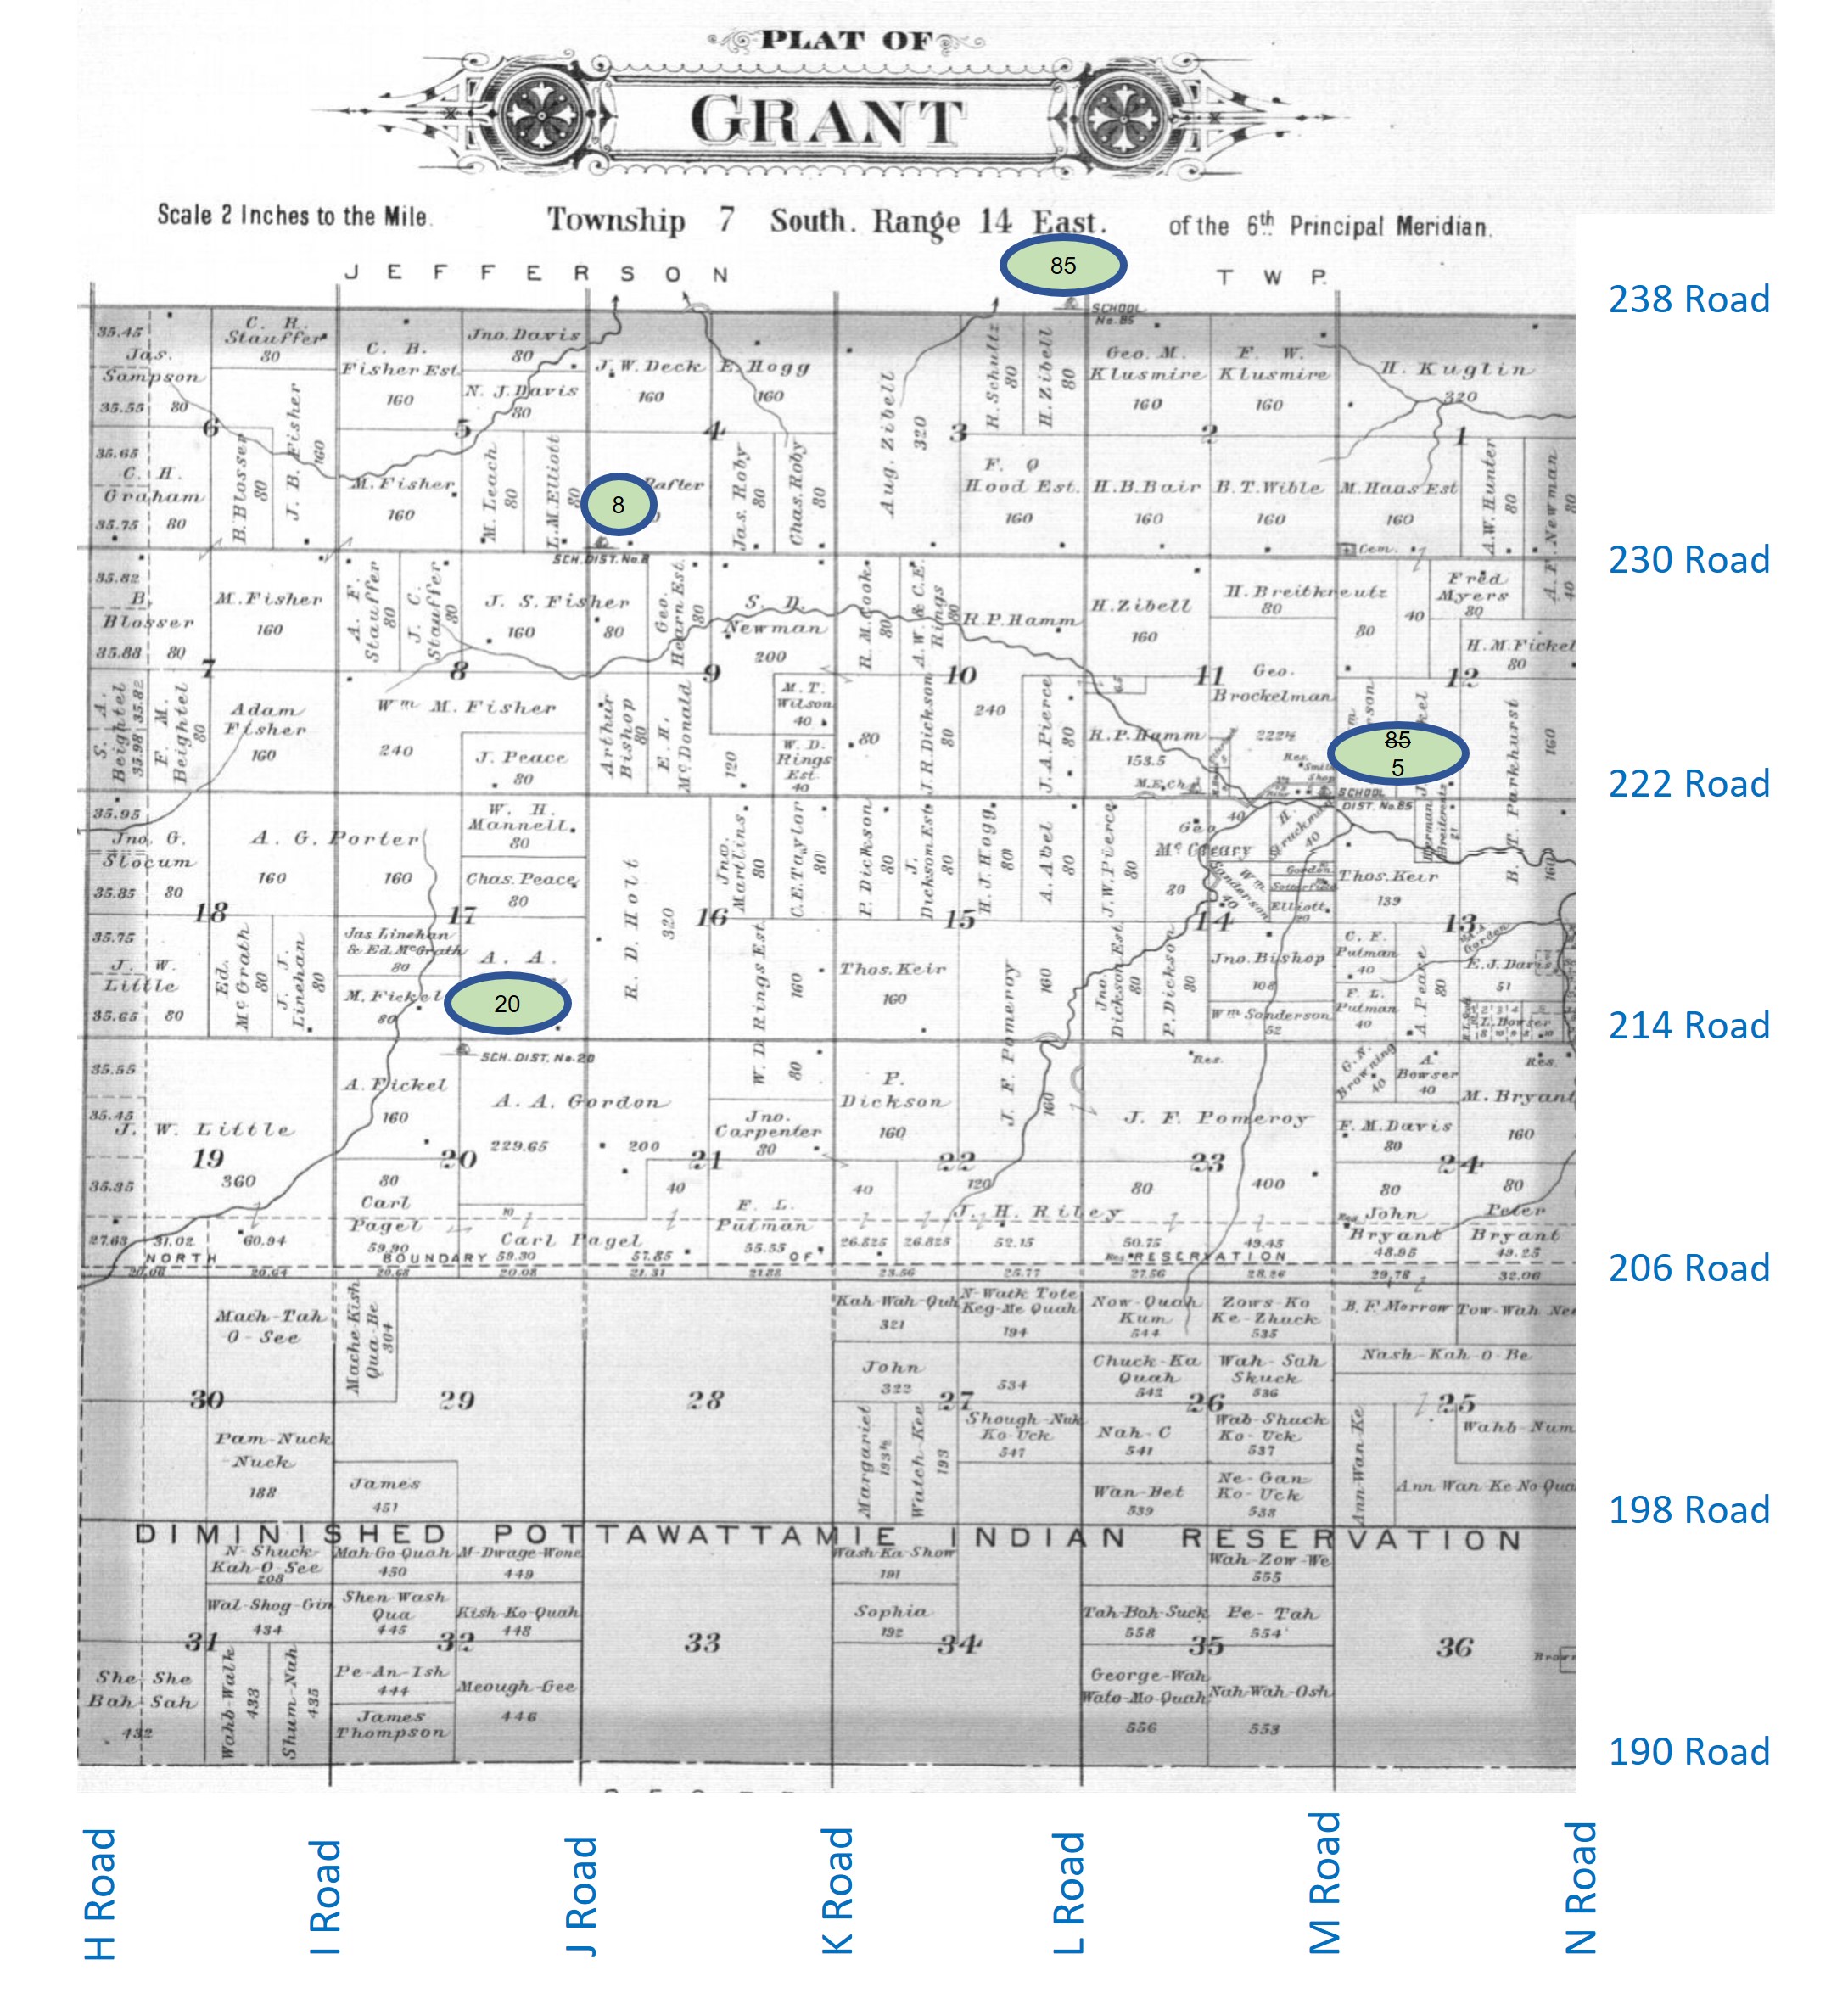 PLAT OF
GRANT
Scale 2 Inches to the Mile.
Township 7 South. Range 14 East.
of the 6th Principal Meridian.
JEFFERSON TWP.
85
SCHOOL
No. 85
238 Road
35.45
Jas.
Sampson
35.55 80
C. R.
Stauffer
80
J. B. Fisher
160
6
C. B.
Fisher Est.
160
Jno. Davis
80
N. J. Davis
80
5
J. W. Deck
160
E. Hogg
160
4
Aug. Zibell
320
3
R. Schultz
80
H. Zibell
80
Geo. M.
Klusmire
160
F. W.
Klusmire
160
2
H. Kuglin
320
1
35.65
C. H.
Graham
35.75 80
B. Blosser
80
M. Fisher
160
M. Leach
80
L. M. Elliott
80
8
Rafter
Jas. Roby
80
Chas. Roby
80
F. O
Hood Est.
160
H. B. Bair
160
B. T. Wible
160
M. Haas Est
160
A. W. Hunter
80
A. F. Newman
80
40
SCH. DIST. No. 8
Cem.
230 Road
35.82
B.
Blosser
35.88 80
M. Fisher
160
7
A. F.
Stauffer
80
J. C.
Stauffer
80
J. S. Fisher
160
80
8
Geo.
Hearn Est.
80
S. D.
Newman
200
9
R. M. Cook
80
A. W. & C. E.
Rings
80
R. P. Hamm
10
H. Zibell
160
H. Breitkreutz
80
80
40
11
Fred
Myers
80
H. M. Fickel
80
12
S. A.
Beightel
35.98 35.82
F. M.
Beightel
80
Adam
Fisher
160
Wm M. Fisher
240
J. Peace
80
Arthur
Bishop
80
E. H.
McDonald
120
M. T.
Wilson
40
W. D.
Rings
Est.
40
80
J. R. Dickson
80
240
J. A. Pierce
80
R. P. Hamm
153.5
6.5
M. E. Ch.
Geo.
Brockelman
222½
Res.
Smith
Shop
85
5
B. T. Parkhurst
160
160
SCHOOL
DIST. No. 85
222 Road
35.95
Jno. G.
Slocum
35.85 80
A. G. Porter
160
160
18
W. H.
Mannell
80
Chas. Peace
80
17
R. D. Holt
320
Jno.
Martlins
80
C. E. Taylor
80
16
P. Dickson
80
J.
Dickson Est.
80
H. J. Hogg
80
A. Abel
80
15
J. W. Pierce
80
Geo.
McCreary
80
40
H.
Struckman
40
Wm.
Sanderson
40
Gordon
Elliott
20
14
Thos. Keir
139
13
35.75
J. W.
Little
35.65 80
Ed.
McGrath
80
J. J.
Linehan
80
Jas Linehan
& Ed. McGrath
80
M. Fickel
80
A. A.
20
W. D. Rings Est.
160
80
Thos. Keir
160
J. F. Pomeroy
160
160
Jno.
Dickson Est.
80
P. Dickson
80
Jno. Bishop
108
Wm Sanderson
52
C. F.
Putman
40
F. L.
Putman
40
A. Peace
80
Gordon
E. J. Davis
51
L. Bowser
214 Road
SCH. DIST. No. 20
35.55
35.45
J. W. Little
19
360
35.35
A. Fickel
160
A. A. Gordon
229.65
200
20
21
Jno.
Carpenter
80
P.
Dickson
160
22
Res.
J. F. Pomeroy
23
400
G. N.
Browning
40
A.
Bowser
40
Res.
M. Bryant
160
F. M. Davis
80
24
80
Carl
Pagel
59.90
10
Carl Pagel
59.30
57.85
40
F. L.
Putman
55.55
40
120
J. H. Riley
26.825 26.825 52.15
80
50.75
49.45
80
Res.
John
Bryant
48.95
80
Peter
Bryant
49.25
27.63 31.02 60.94
NORTH BOUNDARY OF RESERVATION
Res.
20.06 20.64 20.68 20.08 21.31 21.88 23.56 25.77 27.56 28.26 29.78 32.06
206 Road
Mach-Tah
O-See
Mache-Kish
Qua-Be
304
Kah-Wah-Quh
321
N-Wath Tote
Keg-Me Quah
194
Now-Quah
Kum
544
Zows-Ko
Ke-Zhuck
535
B. F. Morrow
Tow-Wah Nee
John
322
534
Chuck-Ka
Quah
542
Wah-Sah
Skuck
536
Nash-Kah-O-Be
30
29
28
27
26
25
Pam-Nuck
Nuck
188
James
451
Margariet
193½
Watch-Kee
193
Shough-Nuk
Ko-Uck
547
Nah-C
541
Wab-Shuck
Ko-Uck
537
Wan-Bet
539
Ne-Gan
Ko-Uck
538
Ann-Wan-Ke
Wahb-Num
Ann Wan Ke No Qua
198 Road
DIMINISHED POTTAWATTAMIE INDIAN RESERVATION
N-Shuck-
Kah-O-See
208
Mah-Go-Quah
450
M-Dwage-Wone
449
Wash-Ka-Show
191
Wah-Zow-We
555
Wal-Shog-Gin
434
Shen-Wash
Qua
445
Kish-Ko-Quah
448
Sophia
192
Tah-Bah-Suck
558
Pe-Tah
554
31
32
33
34
35
36
She She
Bah-Sah
432
Wahb-Walk
433
Shum-Nah
435
Pe-An-Ish
444
James
Thompson
Meough-Gee
446
George-Wah
Wato-Mo-Quah
556
Nah-Wah-Osh
553
Brown
190 Road
H Road
I Road
J Road
K Road
L Road
M Road
N Road